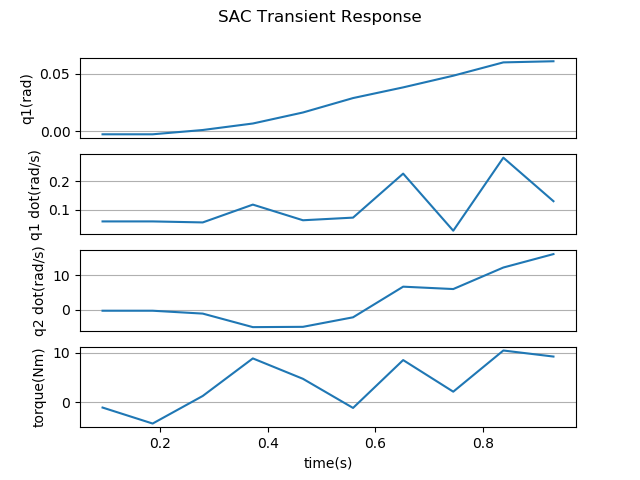 SAC Transient Response
q1(rad)
0.05
0.00
q1 dot(rad/s)
0.2
0.1
q2 dot(rad/s)
10
0
torque(Nm)
10
0
0.2 0.4 0.6 0.8
time(s)